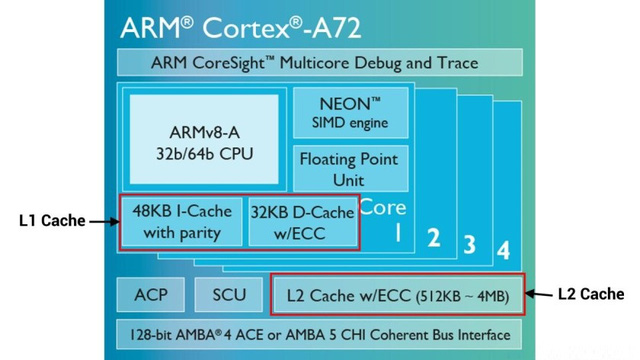 ARM® Cortex®-A72
ARM CoreSight™ Multicore Debug and Trace
ARMv8-A
32b/64b CPU
NEON™
SIMD engine
Floating Point
Unit
48KB I-Cache
with parity
32KB D-Cache
w/ECC
Core
1
2
3
4
L1 Cache
ACP
SCU
L2 Cache w/ECC (512KB ~ 4MB)
L2 Cache
128-bit AMBA® 4 ACE or AMBA 5 CHI Coherent Bus Interface